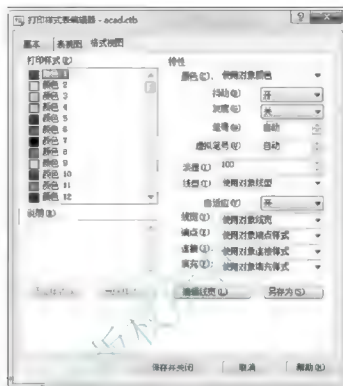 打印样式表编辑器 - acad.ctb
基本 表视图 格式视图
打印样式(P)
颜色 1
颜色 2
颜色 3
颜色 4
颜色 5
颜色 6
颜色 7
颜色 8
颜色 9
颜色 10
颜色 11
颜色 12
说明(R)
特性
颜色(C): 使用对象颜色
抖动(D) 开
灰度(G) 关
笔号(N) 自动
虚拟笔号(V) 自动
淡显(I) 100
线型(T) 使用对象线型
自适应(V) 开
线宽(W) 使用对象线宽
端点(E) 使用对象端点样式
连接(J) 使用对象连接样式
填充(F): 使用对象填充样式
编辑线宽(L) 另存为(S)
保存并关闭 取消 帮助(H)